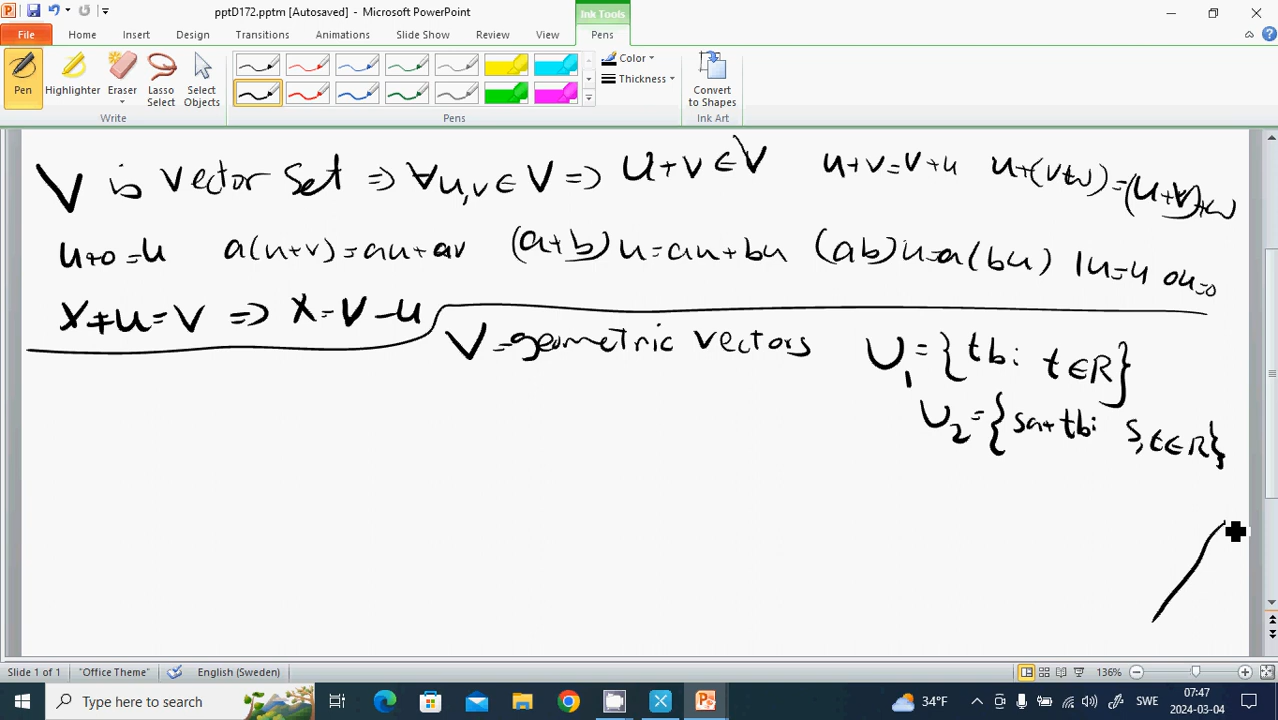 pptD172.pptm [Autosaved] - Microsoft PowerPoint
Ink Tools
File Home Insert Design Transitions Animations Slide Show Review View Pens
Pen Highlighter Eraser Lasso Select Select Objects Color Thickness Convert to Shapes
Write Pens Ink Art
V is vector set ⇒ ∀u,v∈V ⇒ u+v∈V u+v=v+u u+(v+w)=(u+v)+w
u+0=u a(u+v)=au+av (a+b)u=au+bu (ab)u=a(bu) 1u=u 0u=0
X+u=v ⇒ X=v-u
V=geometric vectors U₁={tb: t∈R}
U₂={sa+tb: s,t∈R}
Slide 1 of 1 "Office Theme" English (Sweden) 136%
Type here to search 34°F SWE 07:47
2024-03-04